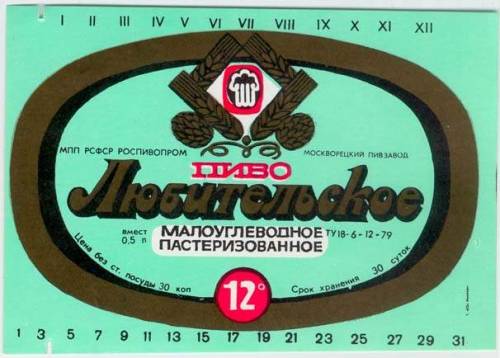 I II III IV V VI VII VIII IX X XI XII
МПП РСФСР РОСПИВОПРОМ
МОСКВОРЕЦКИЙ ПИВЗАВОД
ПИВО
Любительское
вмест
0,5 л
МАЛОУГЛЕВОДНОЕ
ПАСТЕРИЗОВАННОЕ
ТУ 18-6-12-79
Цена без ст. посуды 30 коп
12°
Срок хранения 30 суток
1 3 5 7 9 11 13 15 17 19 21 23 25 27 29 31